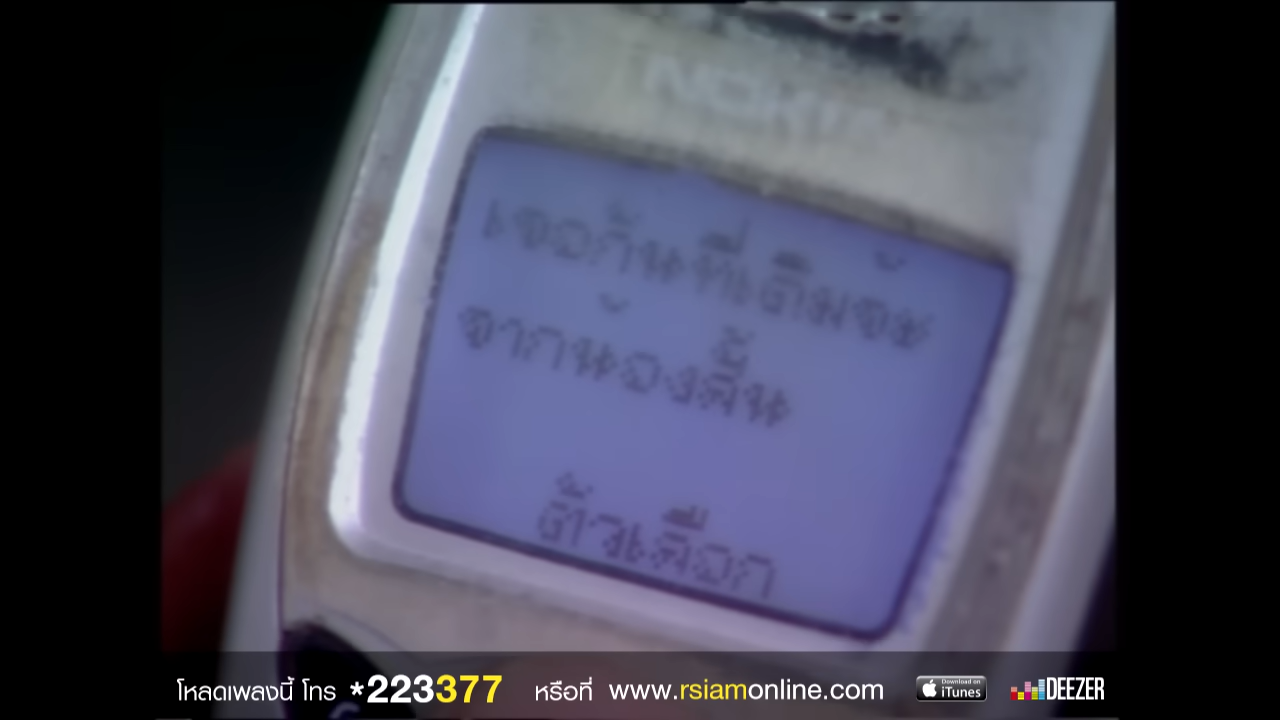 NOKIA
เจอกันที่เดิมจ้ะ
จากน้องตั๊น
ตัวเลือก
โหลดเพลงนี้ โทร *223377 หรือที่ www.rsiamonline.com Download on iTunes DEEZER